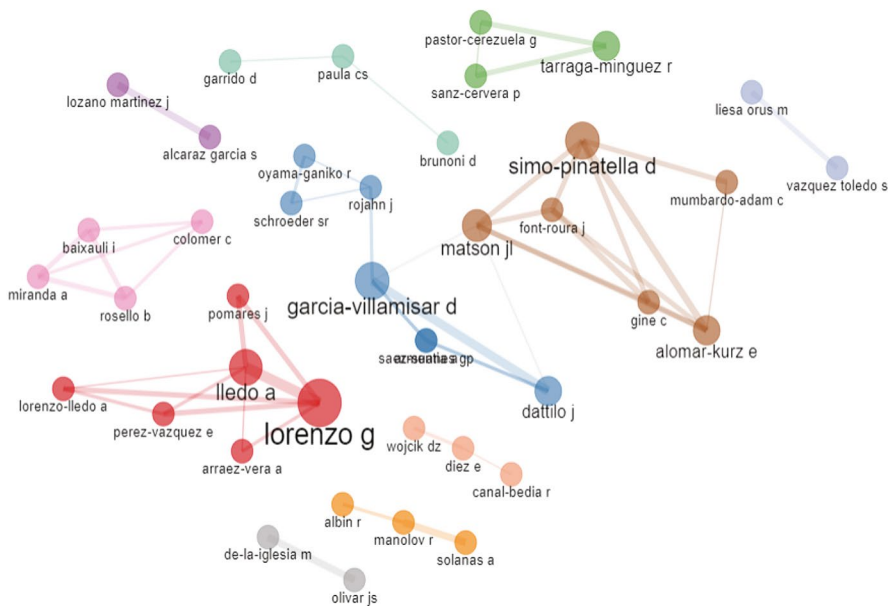 pastor-cerezuela g
tarraga-minguez r
sanz-cervera p
garrido d
paula cs
brunoni d
lozano martinez j
alcaraz garcia s
liesa orus m
vazquez toledo s
oyama-ganiko r
schroeder sr
rojahn j
simo-pinatella d
mumbardo-adam c
font-roura j
matson jl
gine c
alomar-kurz e
colomer c
baixauli i
miranda a
rosello b
garcia-villamisar d
dattilo j
pomares j
lledo a
lorenzo g
lorenzo-lledo a
perez-vazquez e
arraez-vera a
wojcik dz
diez e
canal-bedia r
albin r
manolov r
solanas a
de-la-iglesia m
olivar js